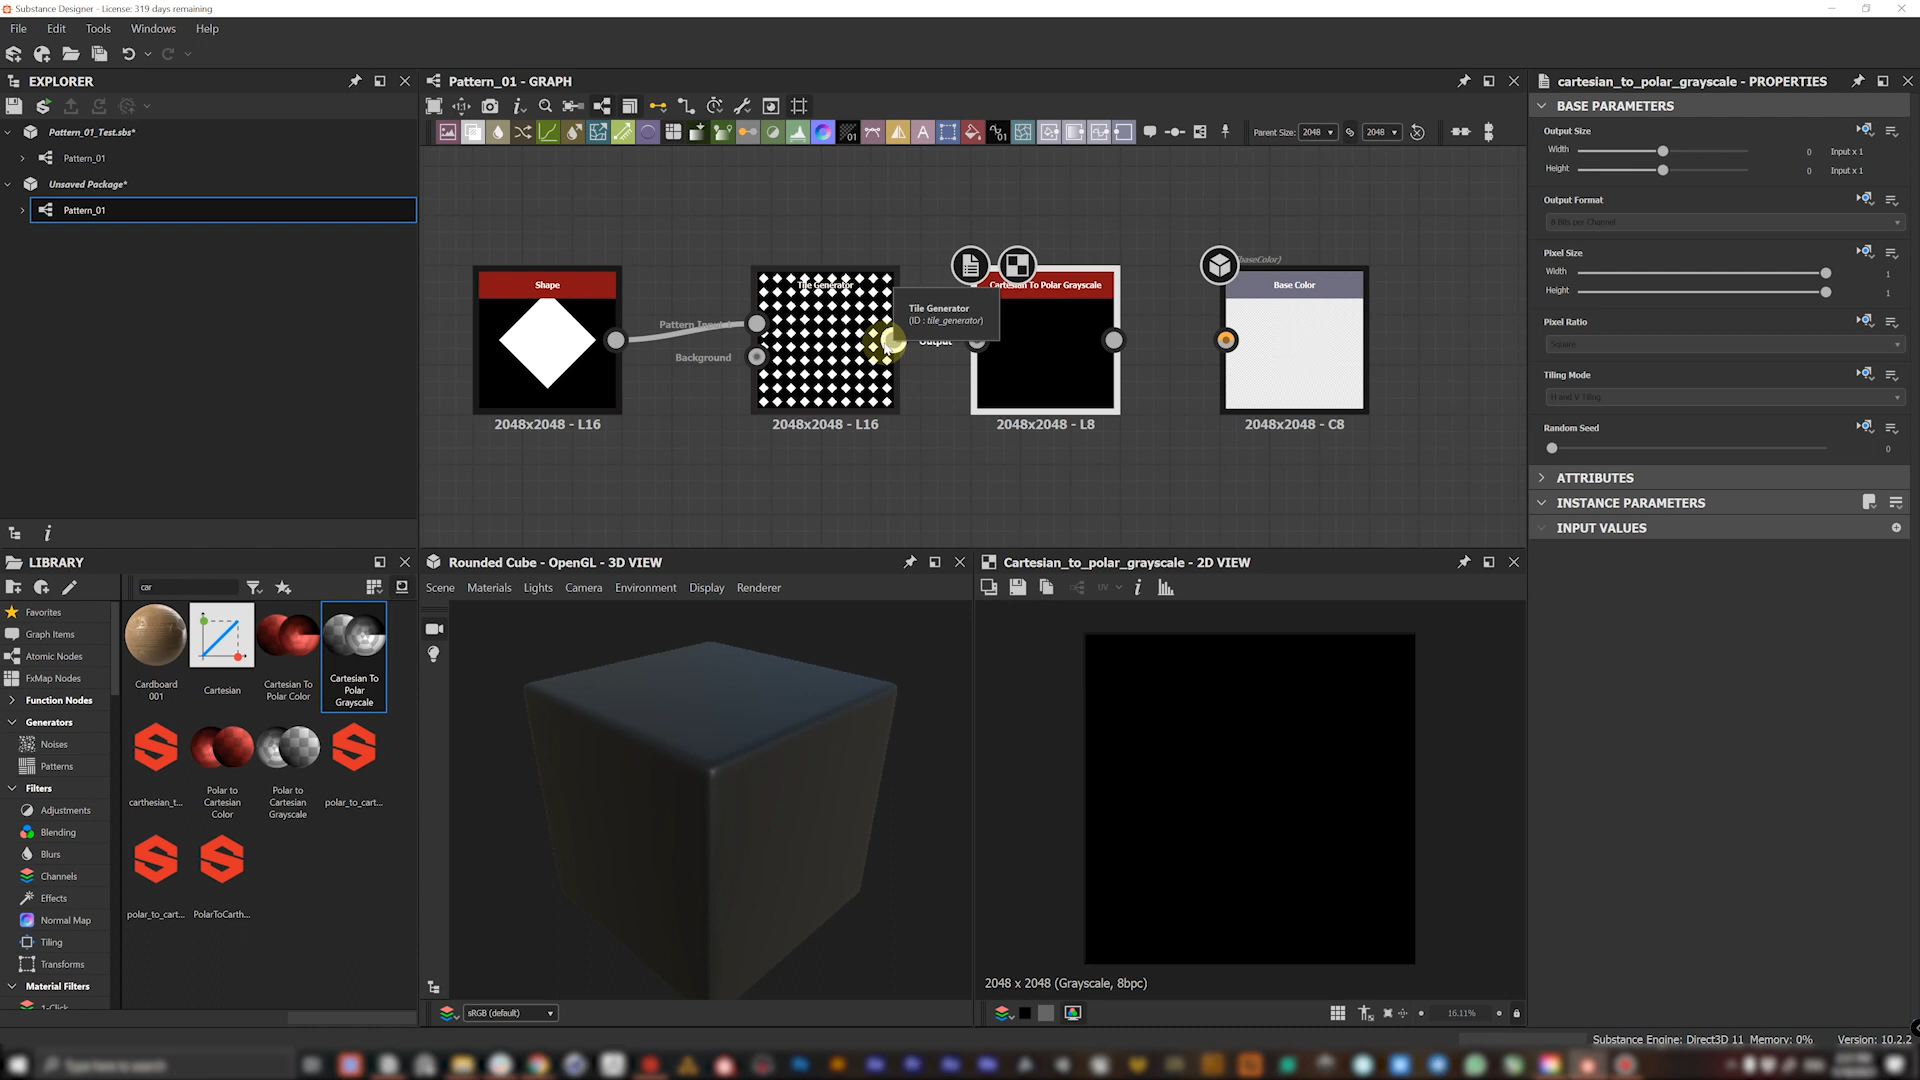 Substance Designer - License: 319 days remaining
File Edit Tools Windows Help
EXPLORER
Pattern_01_Test.sbs*
Pattern_01
Unsaved Package*
Pattern_01
Pattern_01 - GRAPH
Parent Size: 2048 2048
Shape
2048x2048 - L16
Pattern Input 1
Background
Tile Generator
2048x2048 - L16
Tile Generator
(ID : tile_generator)
Output
Cartesian To Polar Grayscale
2048x2048 - L8
(baseColor)
Base Color
2048x2048 - C8
cartesian_to_polar_grayscale - PROPERTIES
BASE PARAMETERS
Output Size
Width 0 Input x 1
Height 0 Input x 1
Output Format
8 Bits per Channel
Pixel Size
Width 1
Height 1
Pixel Ratio
Square
Tiling Mode
H and V Tiling
Random Seed
0
ATTRIBUTES
INSTANCE PARAMETERS
INPUT VALUES
LIBRARY
car
Favorites
Graph Items
Atomic Nodes
FxMap Nodes
Function Nodes
Generators
Noises
Patterns
Filters
Adjustments
Blending
Blurs
Channels
Effects
Normal Map
Tiling
Transforms
Material Filters
1-Click
Cardboard 001
Cartesian
Cartesian To Polar Color
Cartesian To Polar Grayscale
carthesian_t...
Polar to Cartesian Color
Polar to Cartesian Grayscale
polar_to_cart...
polar_to_cart...
PolarToCarth...
Rounded Cube - OpenGL - 3D VIEW
Scene Materials Lights Camera Environment Display Renderer
sRGB (default)
Cartesian_to_polar_grayscale - 2D VIEW
UV
2048 x 2048 (Grayscale, 8bpc)
16.11%
Substance Engine: Direct3D 11 Memory: 0% Version: 10.2.2
Type here to search